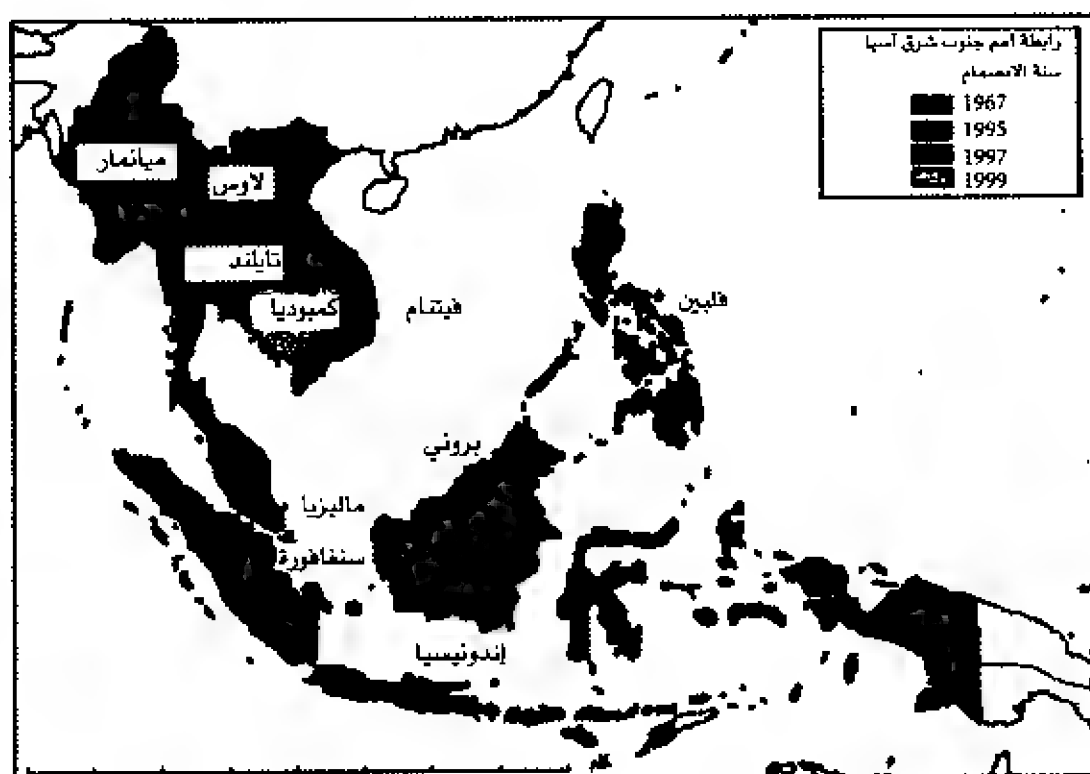 رابطة أمم جنوب شرق آسيا
سنة الانضمام
1967
1995
1997
1999
ميانمار
لاوس
تايلند
كمبوديا
فيتنام
فلبين
بروني
ماليزيا
سنغافورة
إندونيسيا